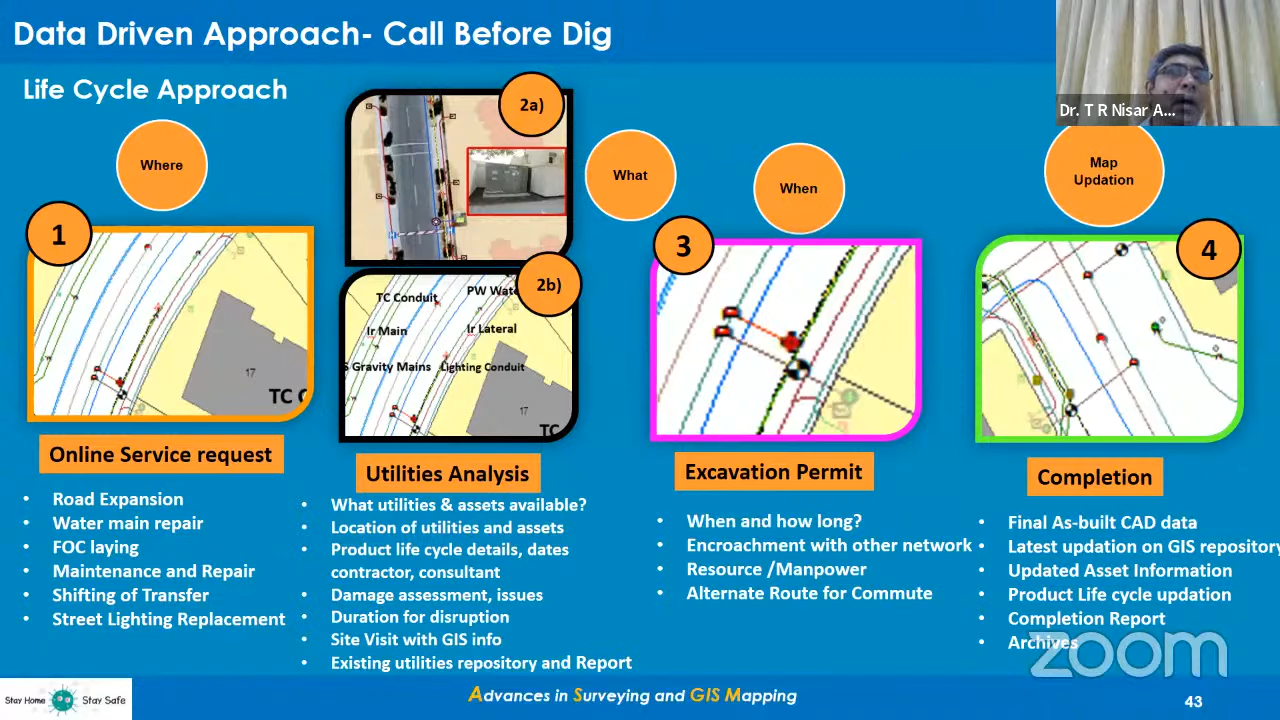 Data Driven Approach- Call Before Dig
Life Cycle Approach
Dr. T R Nisar A...
Where
2a)
What
When
Map
Updation
1
2b)
3
4
TC Conduit
Ir Main
Ir Lateral
Gravity Mains
Lighting Conduit
17
TC
17
TC
Online Service request
• Road Expansion
• Water main repair
• FOC laying
• Maintenance and Repair
• Shifting of Transfer
• Street Lighting Replacement
Utilities Analysis
• What utilities & assets available?
• Location of utilities and assets
• Product life cycle details, dates
contractor, consultant
• Damage assessment, issues
• Duration for disruption
• Site Visit with GIS info
• Existing utilities repository and Report
Excavation Permit
• When and how long?
• Encroachment with other network
• Resource /Manpower
• Alternate Route for Commute
Completion
• Final As-built CAD data
• Latest updation on GIS repository
• Updated Asset Information
• Product Life cycle updation
• Completion Report
• Archives
zoom
Stay Home Stay Safe
Advances in Surveying and GIS Mapping
43